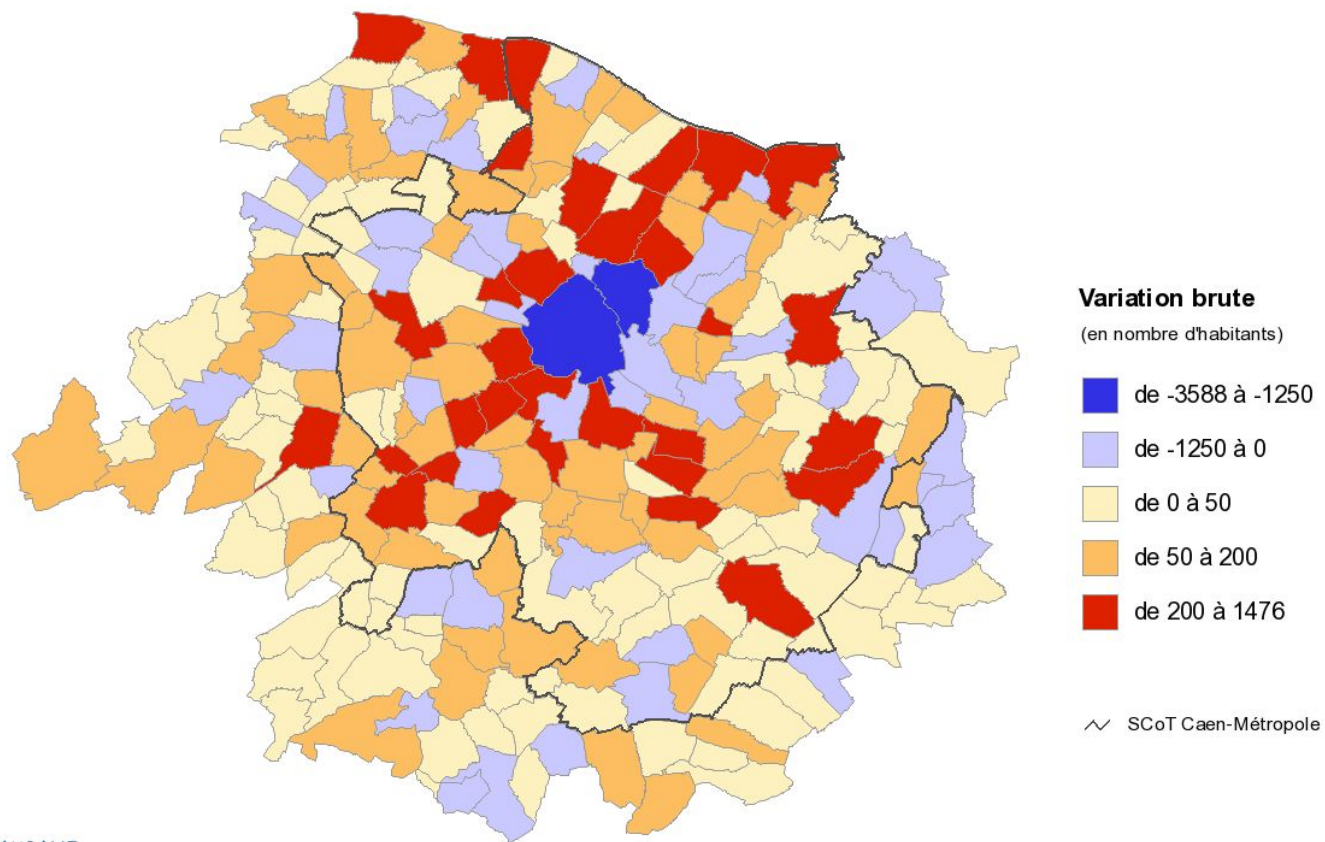 Variation brute
(en nombre d'habitants)
de -3588 à -1250
de -1250 à 0
de 0 à 50
de 50 à 200
de 200 à 1476
SCoT Caen-Métropole